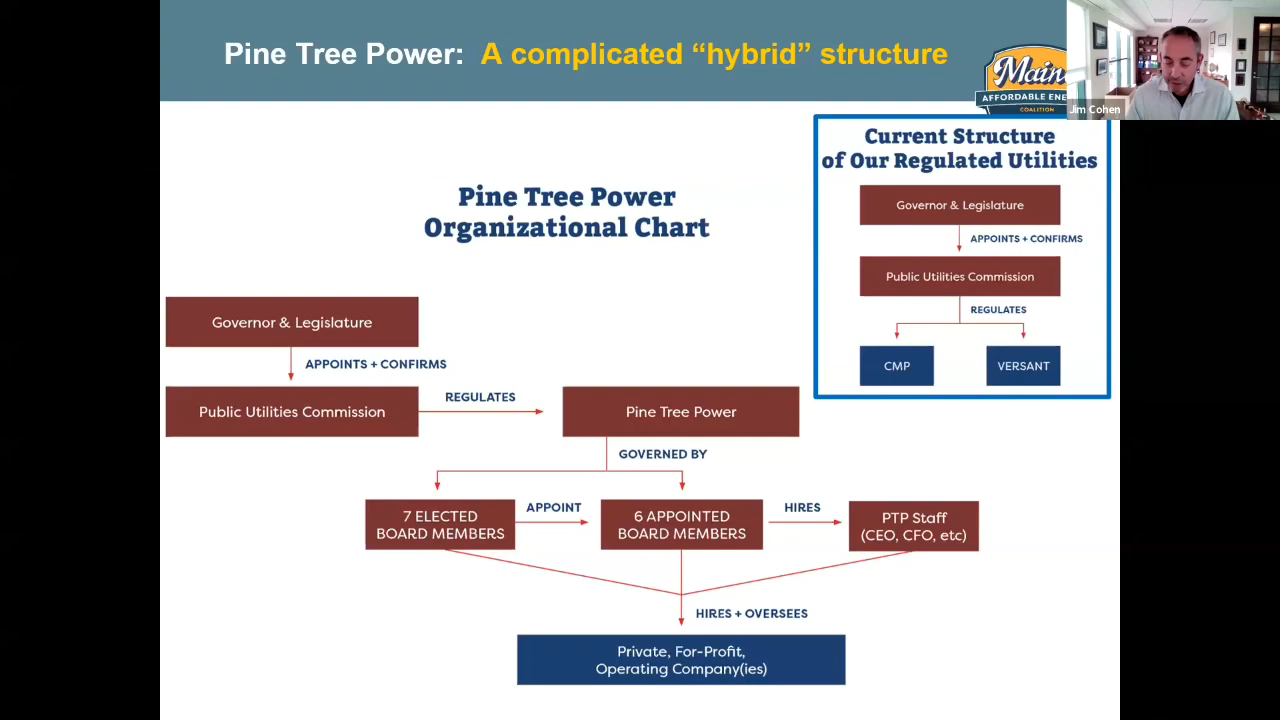 Pine Tree Power: A complicated “hybrid” structure
AFFORDABLE
COALITION
Jim Cohen
Pine Tree Power
Organizational Chart
Current Structure
of Our Regulated Utilities
Governor & Legislature
APPOINTS + CONFIRMS
Public Utilities Commission
REGULATES
CMP
VERSANT
Governor & Legislature
APPOINTS + CONFIRMS
Public Utilities Commission
REGULATES
Pine Tree Power
GOVERNED BY
7 ELECTED
BOARD MEMBERS
APPOINT
6 APPOINTED
BOARD MEMBERS
HIRES
PTP Staff
(CEO, CFO, etc)
HIRES + OVERSEES
Private, For-Profit,
Operating Company(ies)